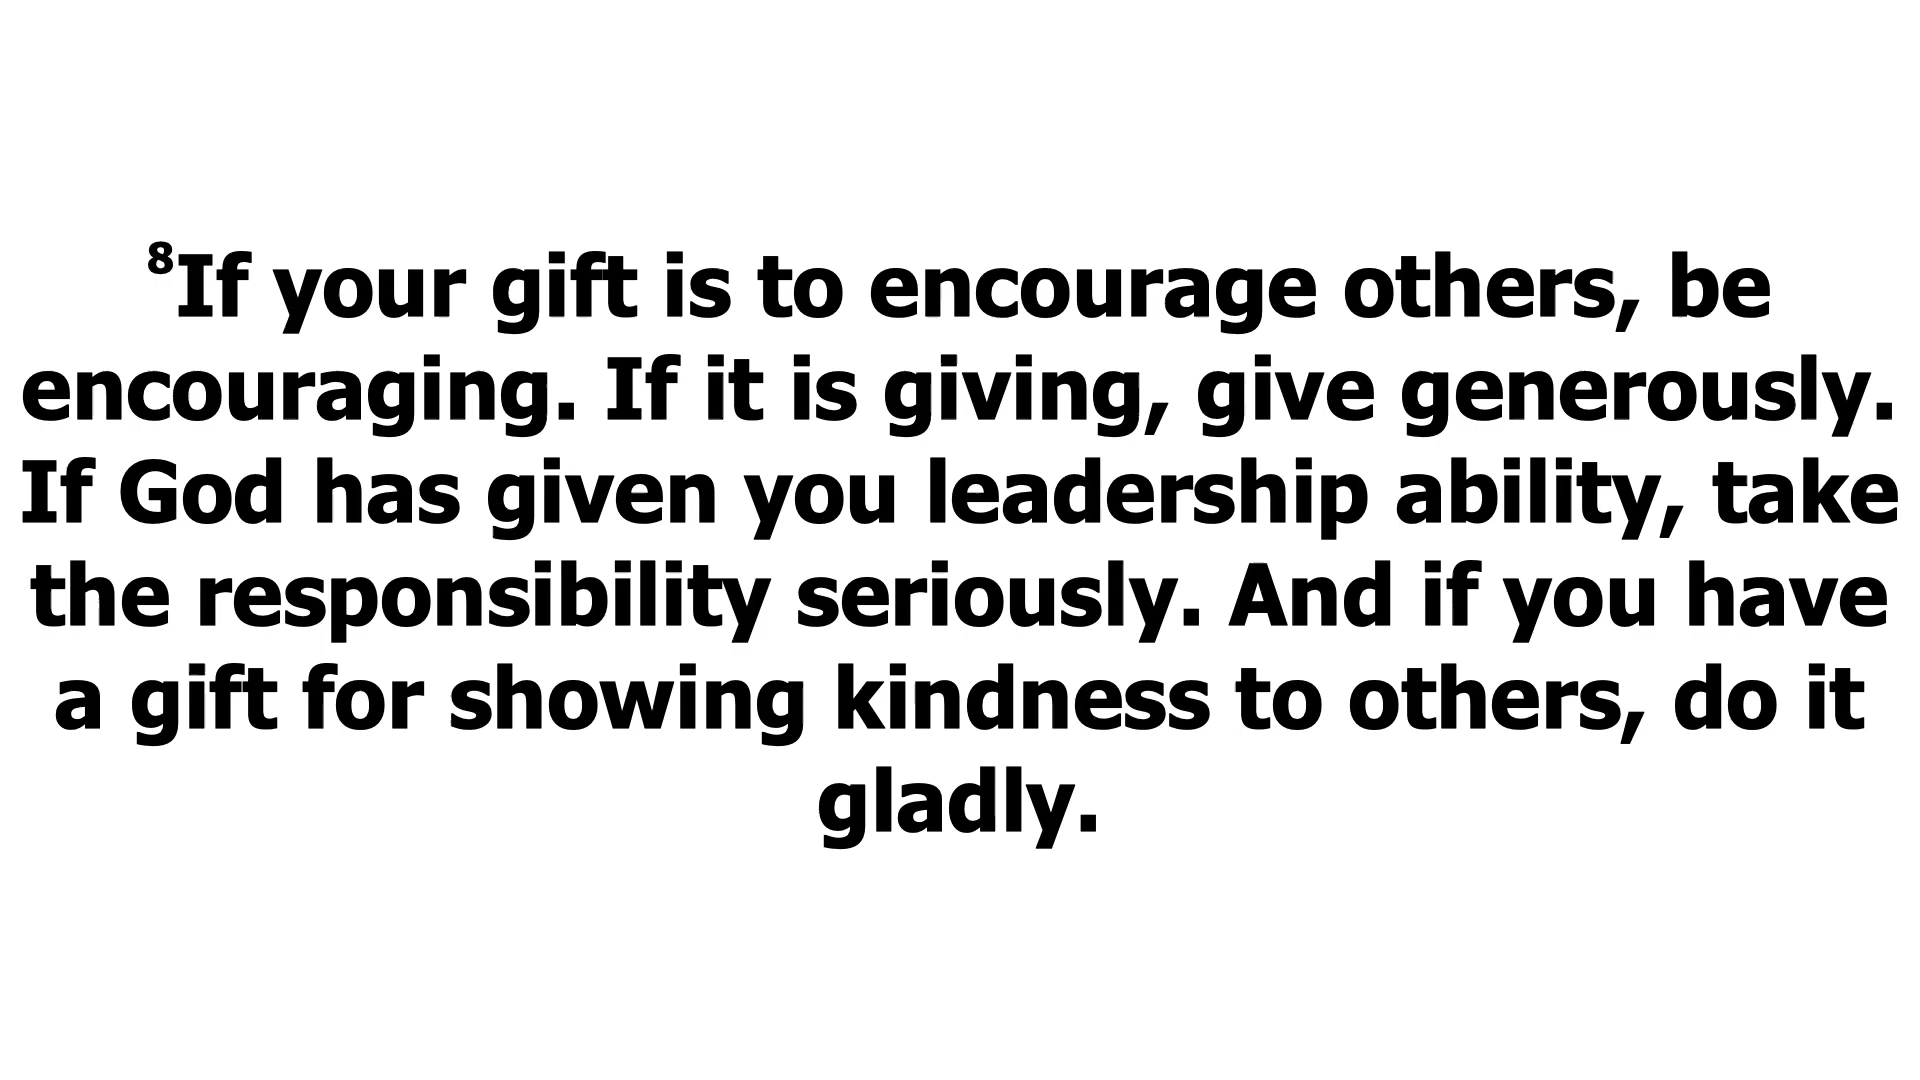 ⁸If your gift is to encourage others, be
encouraging. If it is giving, give generously.
If God has given you leadership ability, take
the responsibility seriously. And if you have
a gift for showing kindness to others, do it
gladly.